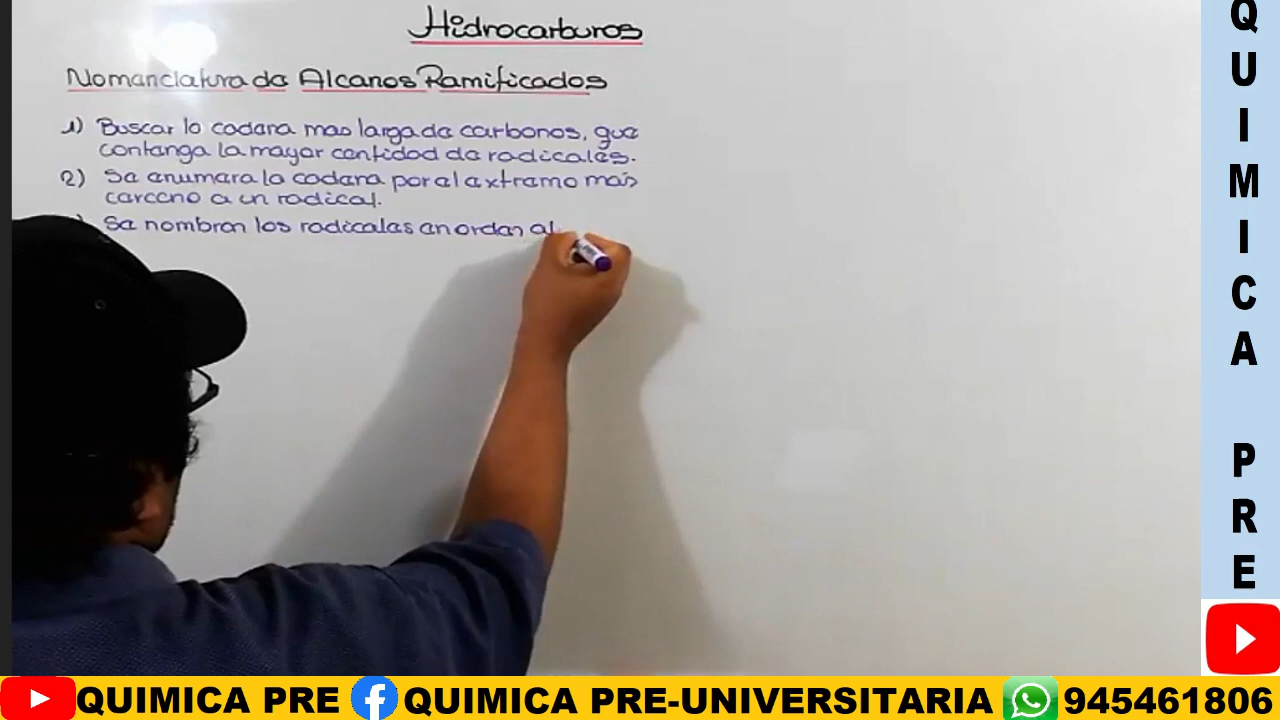 Hidrocarburos
Nomenclatura de Alcanos Ramificados
1) Buscar la cadena mas larga de carbonos, que
contenga la mayor cantidad de radicales.
2) Se enumera la cadena por el extremo más
cercano a un radical.
) Se nombran los radicales en orden al
QUIMICA PRE
QUIMICA PRE
QUIMICA PRE-UNIVERSITARIA
945461806